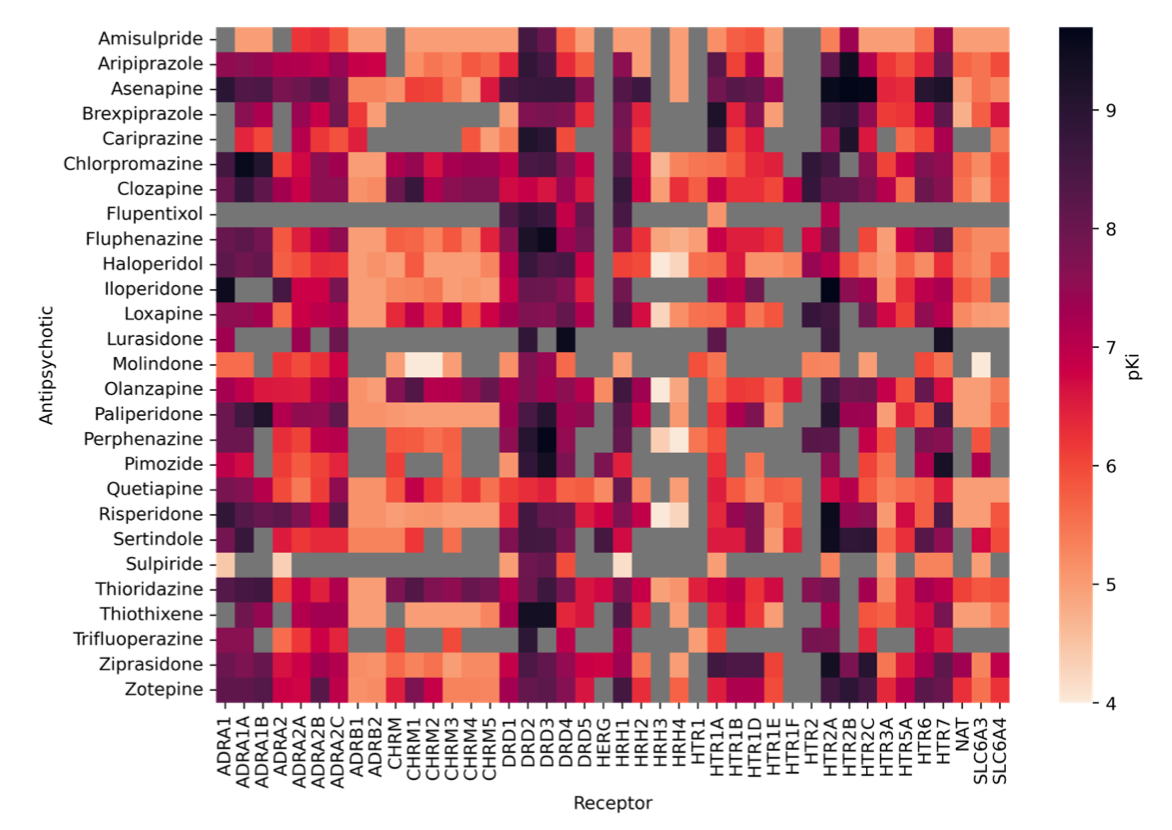 Amisulpride
Aripiprazole
Asenapine
Brexpiprazole
Cariprazine
Chlorpromazine
Clozapine
Flupentixol
Fluphenazine
Haloperidol
Iloperidone
Loxapine
Lurasidone
Molindone
Olanzapine
Paliperidone
Perphenazine
Pimozide
Quetiapine
Risperidone
Sertindole
Sulpiride
Thioridazine
Thiothixene
Trifluoperazine
Ziprasidone
Zotepine
Antipsychotic
ADRA1
ADRA1A
ADRA1B
ADRA2
ADRA2A
ADRA2B
ADRA2C
ADRB1
ADRB2
CHRM
CHRM1
CHRM2
CHRM3
CHRM4
CHRM5
DRD1
DRD2
DRD3
DRD4
DRD5
HERG
HRH1
HRH2
HRH3
HRH4
HTR1
HTR1A
HTR1B
HTR1D
HTR1E
HTR1F
HTR2
HTR2A
HTR2B
HTR2C
HTR3A
HTR5A
HTR6
HTR7
NAT
SLC6A3
SLC6A4
Receptor
9
8
7
6
5
4
pKi